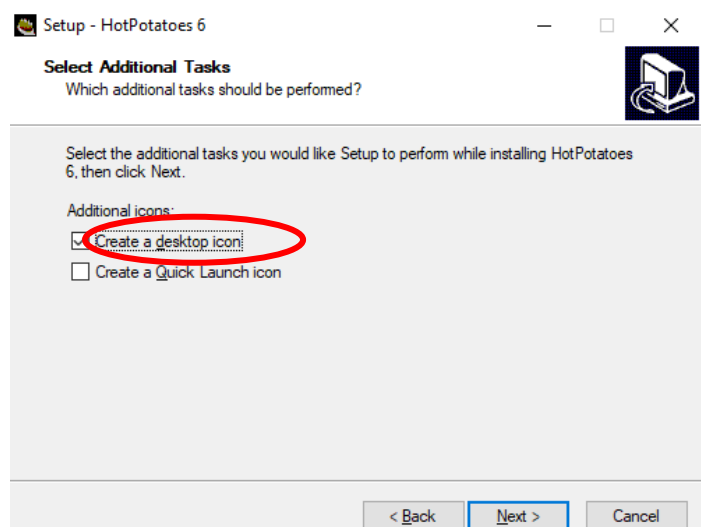 Setup - HotPotatoes 6
Select Additional Tasks
Which additional tasks should be performed?
Select the additional tasks you would like Setup to perform while installing HotPotatoes
6, then click Next.
Additional icons:
Create a desktop icon
Create a Quick Launch icon
< Back Next > Cancel